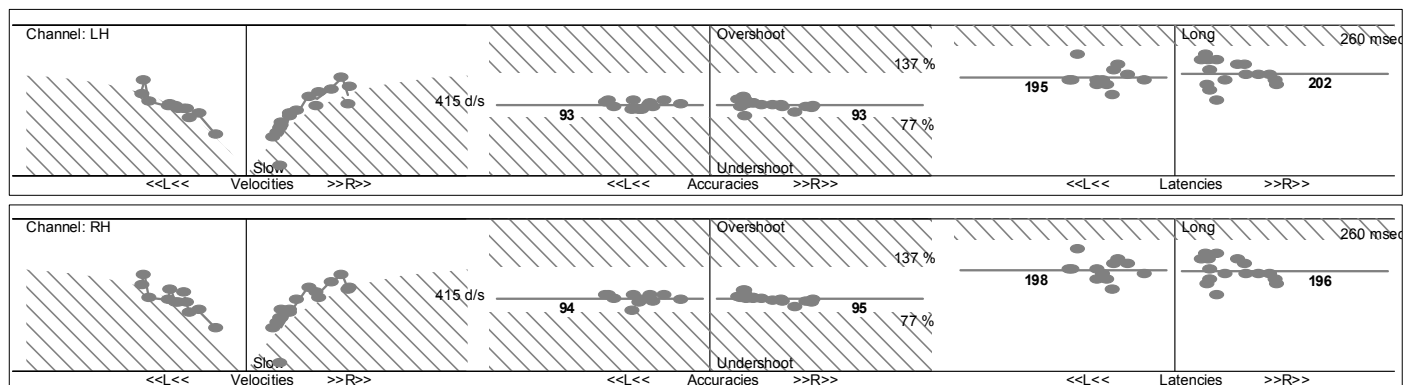 Channel: LH
Overshoot
Long
260 msec
137 %
415 d/s
195
202
93
93
77 %
Slow
Undershoot
<<L<< Velocities >>R>>
<<L<< Accuracies >>R>>
<<L<< Latencies >>R>>
Channel: RH
Overshoot
Long
260 msec
137 %
415 d/s
198
196
94
95
77 %
Slow
Undershoot
<<L<< Velocities >>R>>
<<L<< Accuracies >>R>>
<<L<< Latencies >>R>>